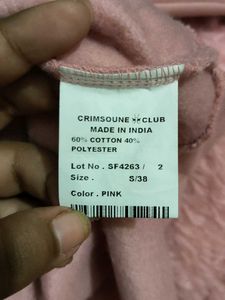 CRIMSOUNE CLUB
MADE IN INDIA
60% COTTON 40%
POLYESTER
Lot No. SF4263/ 2
Size. S/38
Color. PINK